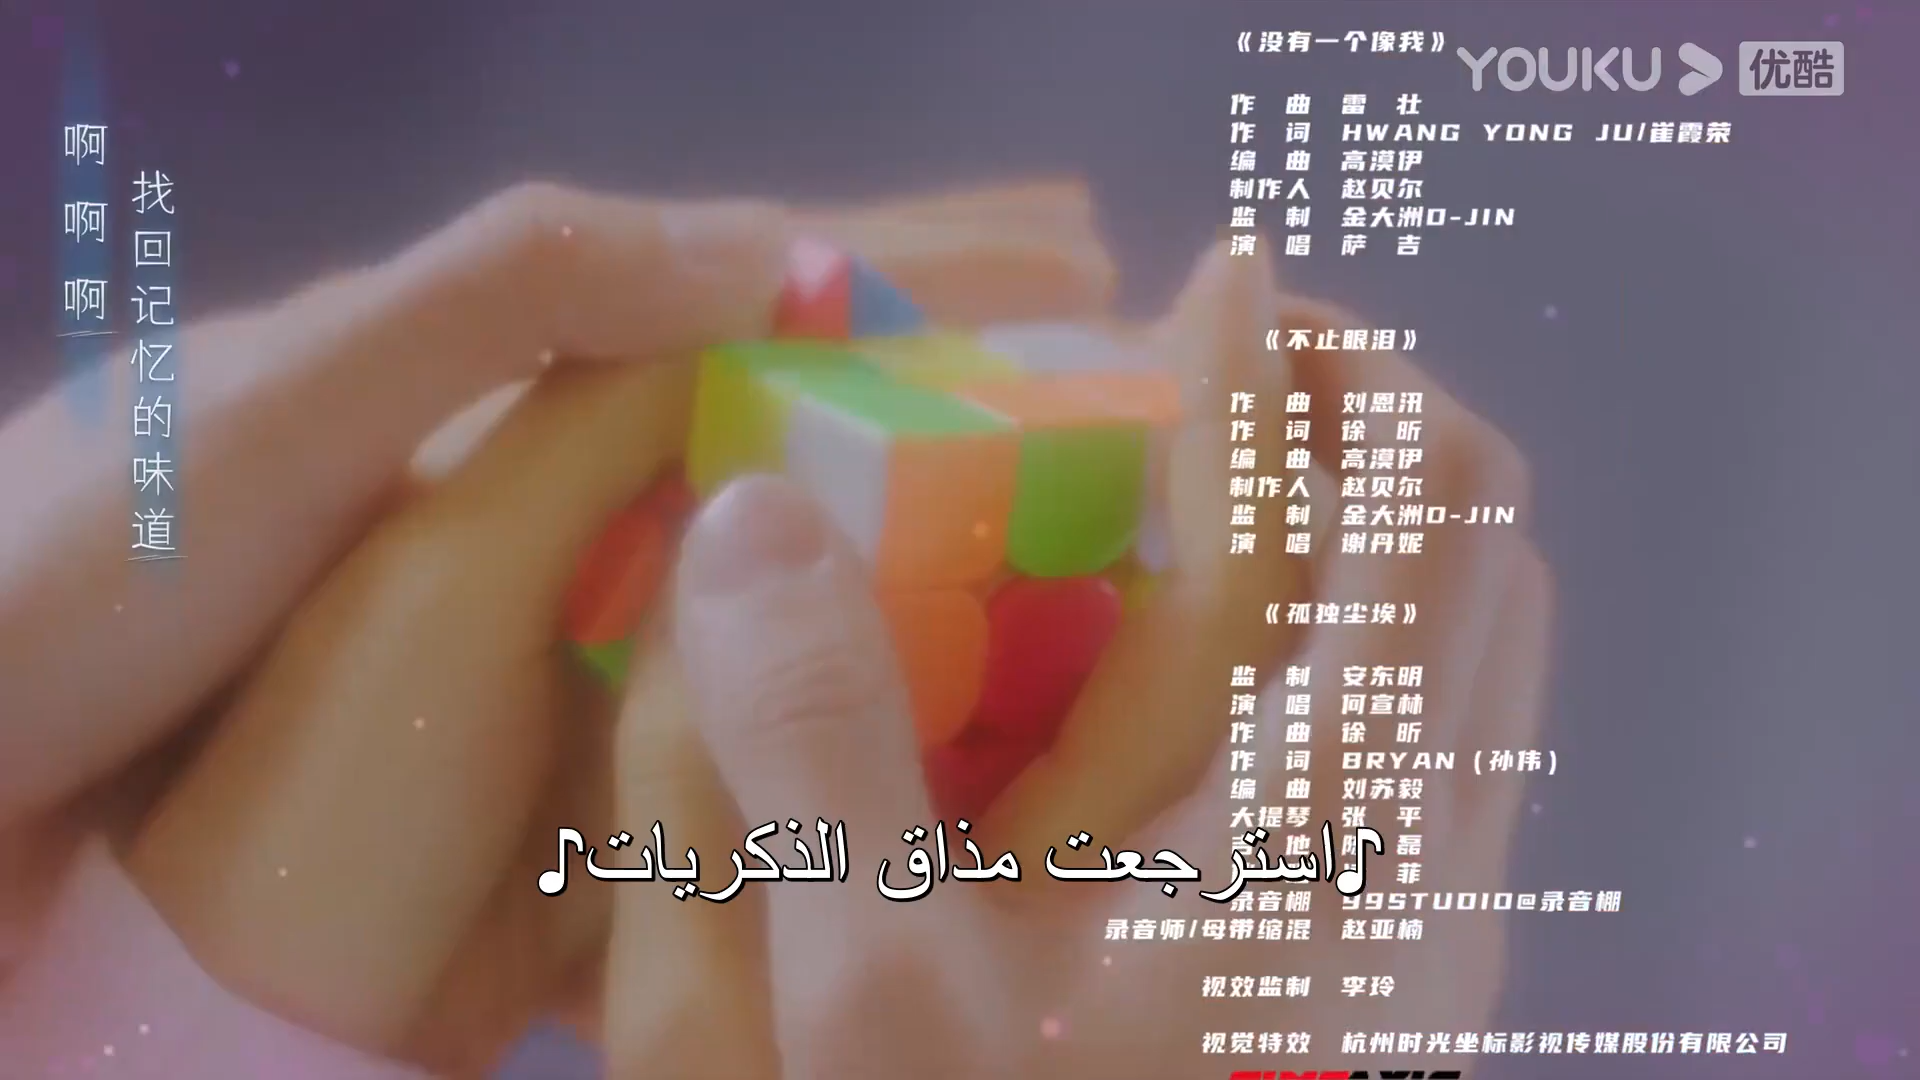 YOUKU 优酷
啊啊啊
找回记忆的味道
《没有一个像我》
作 曲 雷 壮
作 词 HWANG YONG JU/崔霞荣
编 曲 高漠伊
制作人 赵贝尔
监 制 金大洲D-JIN
演 唱 萨 吉
《不止眼泪》
作 曲 刘恩汛
作 词 徐 昕
编 曲 高漠伊
制作人 赵贝尔
监 制 金大洲D-JIN
演 唱 谢丹妮
《孤独尘埃》
监 制 安东明
演 唱 何宣林
作 曲 徐 昕
作 词 BRYAN (孙伟)
编 曲 刘苏毅
大提琴 张 平
他 磊
菲
♪استرجعت مذاق الذكريات♪
录音棚 99STUDIO@录音棚
录音师/母带缩混 赵亚楠
视效监制 李玲
视觉特效 杭州时光坐标影视传媒股份有限公司